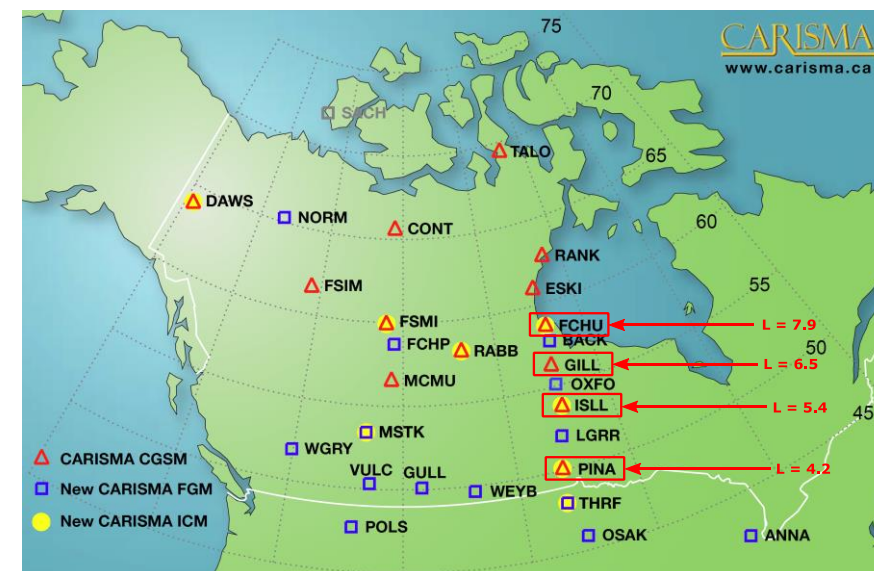 75
CARISMA
www.carisma.ca
70
SACH
TALO
65
DAWS
NORM
CONT
60
RANK
FSIM
ESKI
55
FSMI
FCHU
L = 7.9
FCHP
RABB
BACK
50
GILL
L = 6.5
MCMU
OXFO
ISLL
L = 5.4
45
MSTK
LGRR
WGRY
CARISMA CGSM
VULC
GULL
PINA
L = 4.2
New CARISMA FGM
WEYB
THRF
New CARISMA ICM
POLS
OSAK
ANNA